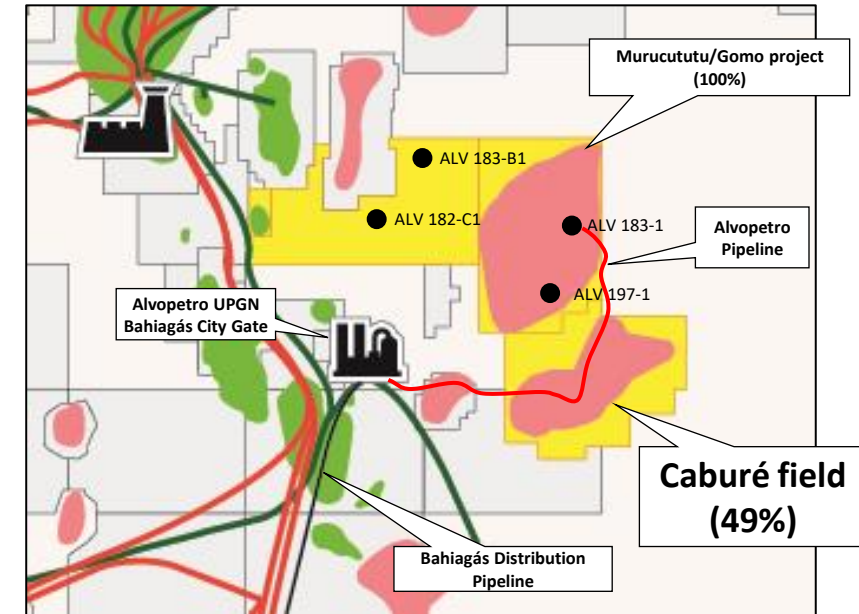 Murucututu/Gomo project
(100%)
ALV 183-B1
ALV 182-C1
ALV 183-1
Alvopetro
Pipeline
ALV 197-1
Alvopetro UPGN
Bahiagás City Gate
Caburé field
(49%)
Bahiagás Distribution
Pipeline